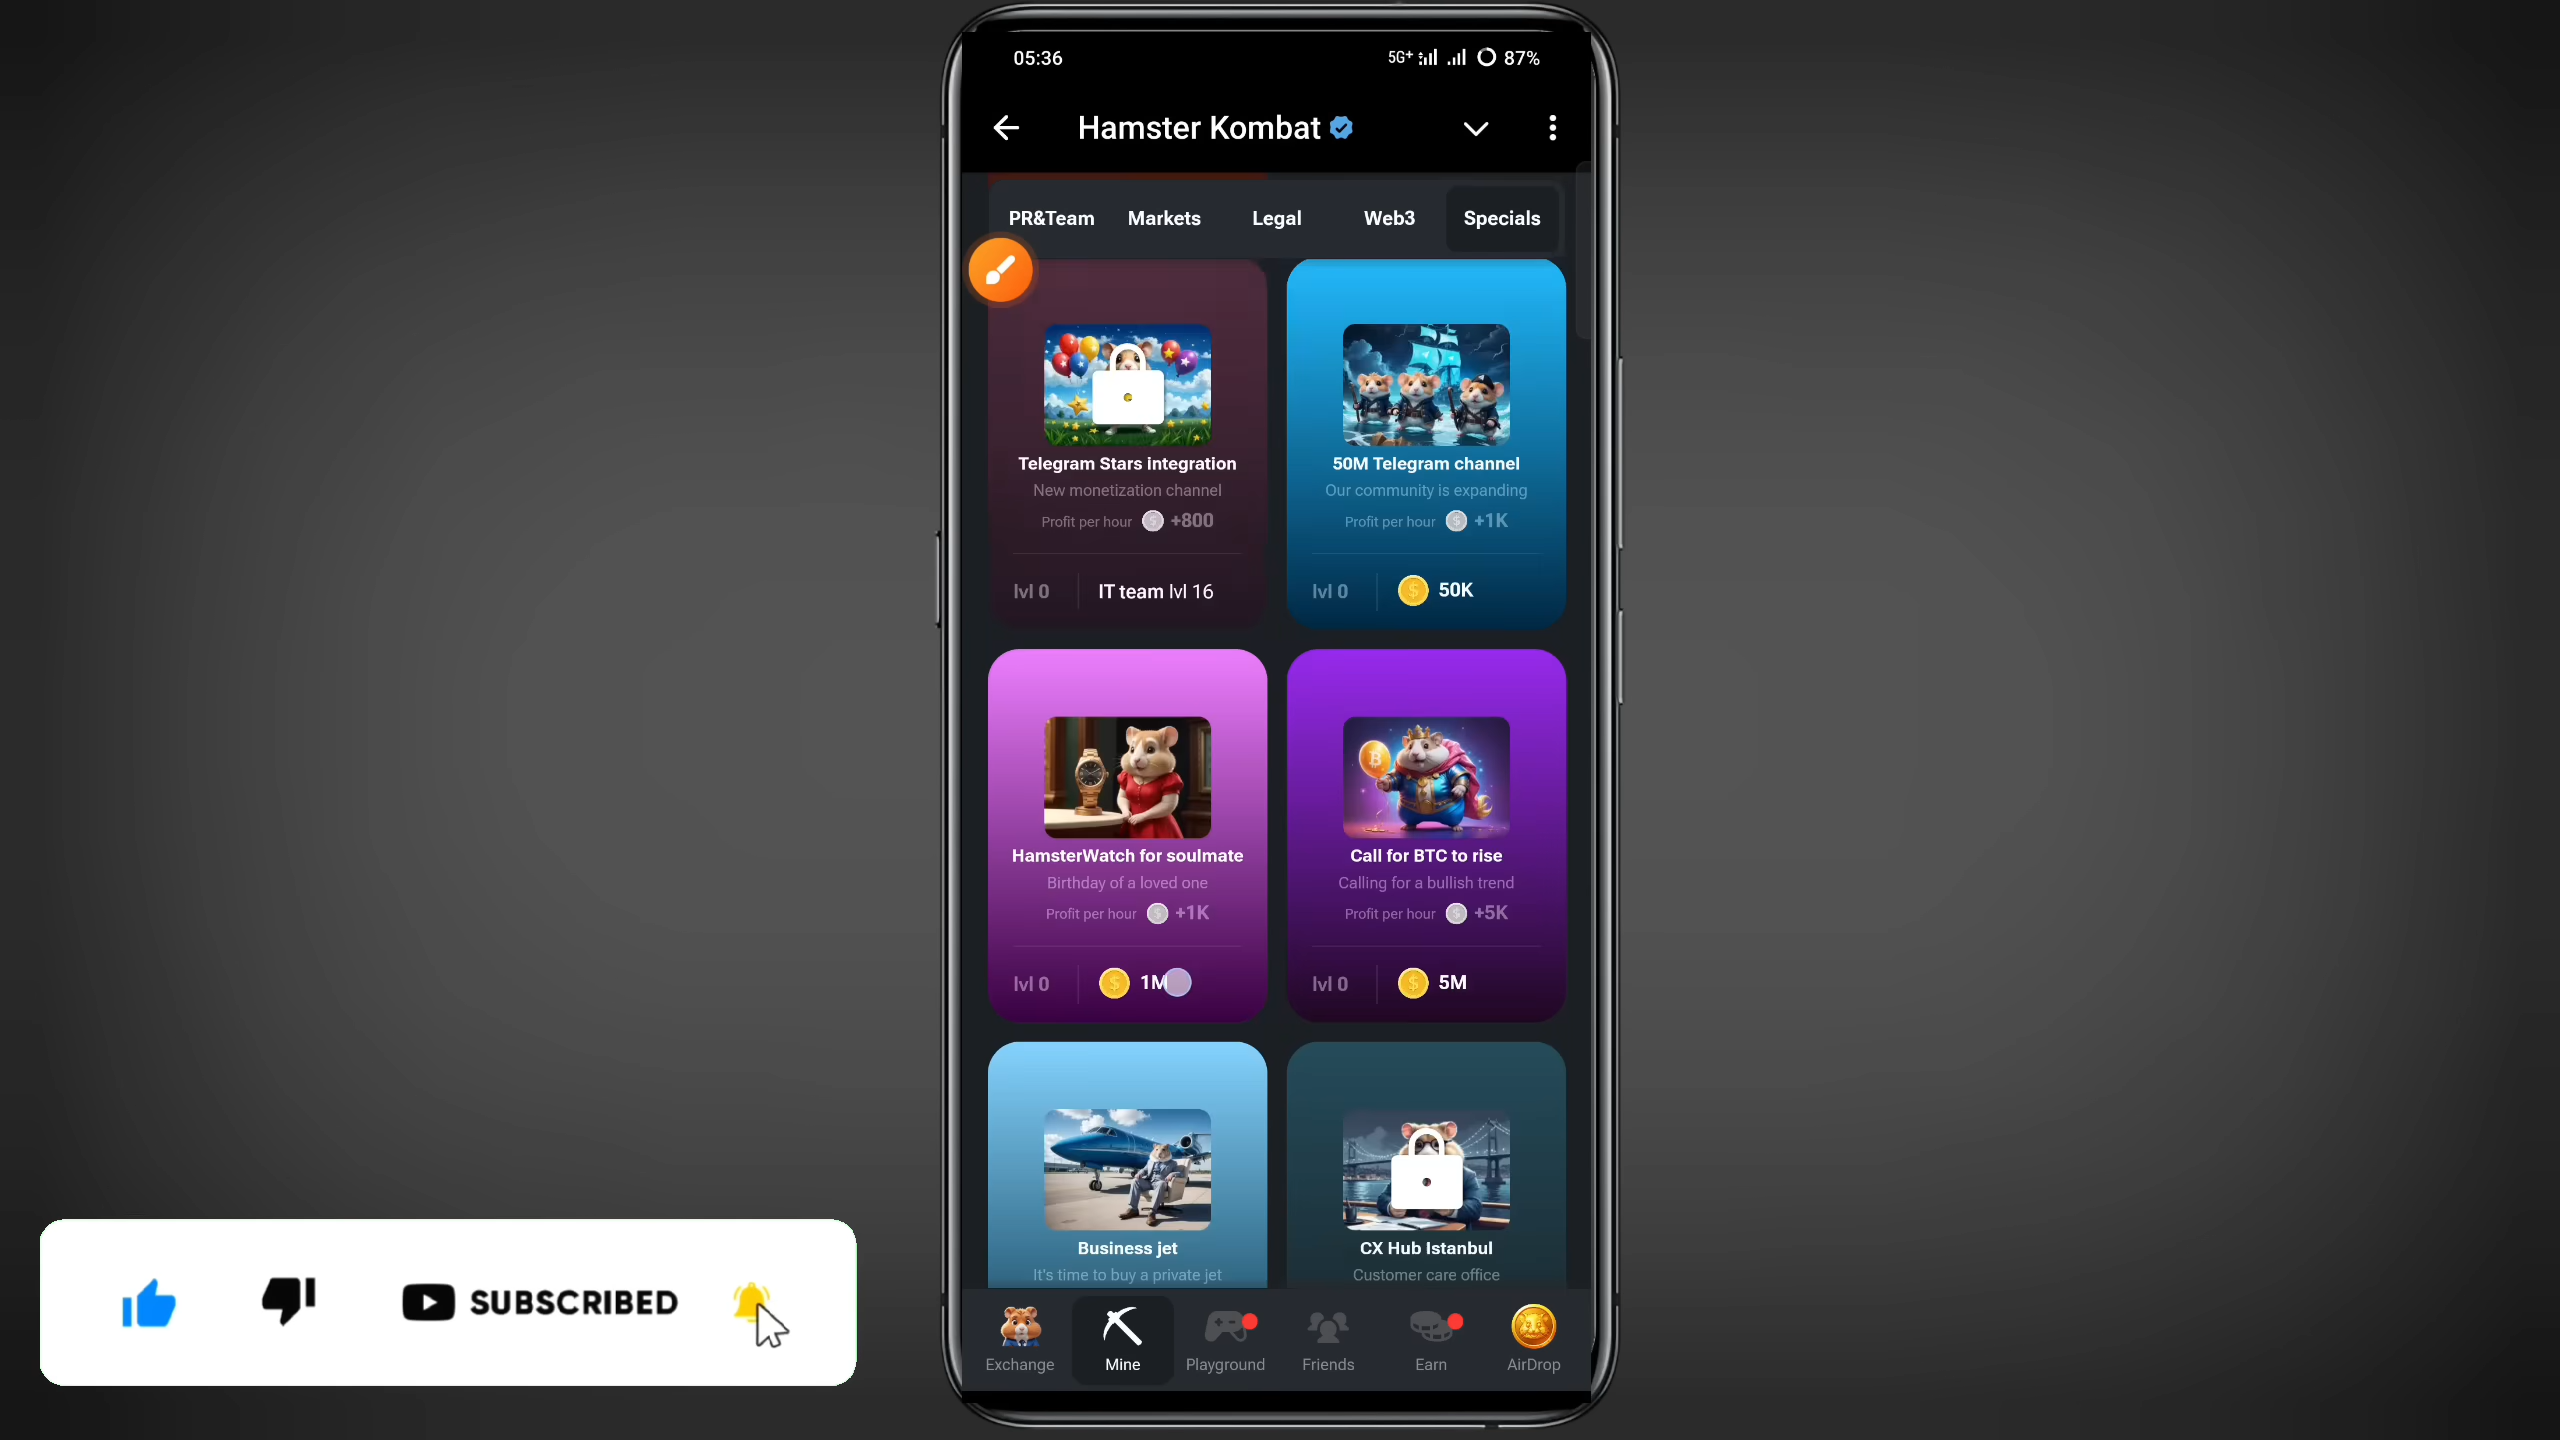 05:36
5G+ 87%
Hamster Kombat
PR&Team Markets Legal Web3 Specials
Telegram Stars integration
New monetization channel
Profit per hour +800
lvl 0 IT team lvl 16
50M Telegram channel
Our community is expanding
Profit per hour +1K
lvl 0 50K
HamsterWatch for soulmate
Birthday of a loved one
Profit per hour +1K
lvl 0 1M
Call for BTC to rise
Calling for a bullish trend
Profit per hour +5K
lvl 0 5M
Business jet
It's time to buy a private jet
CX Hub Istanbul
Customer care office
Exchange Mine Playground Friends Earn AirDrop
SUBSCRIBED